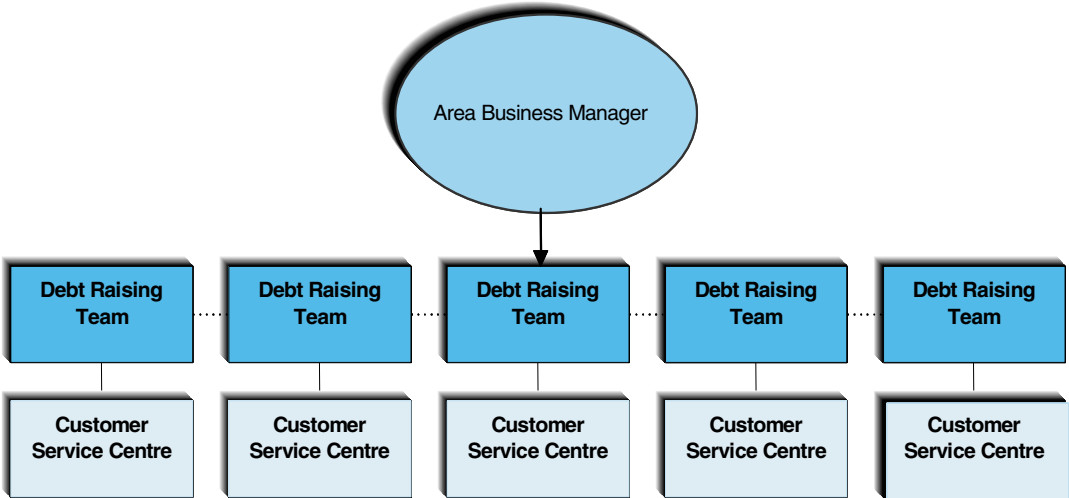 Area Business Manager
Debt Raising
Team
Debt Raising
Team
Debt Raising
Team
Debt Raising
Team
Debt Raising
Team
Customer
Service Centre
Customer
Service Centre
Customer
Service Centre
Customer
Service Centre
Customer
Service Centre